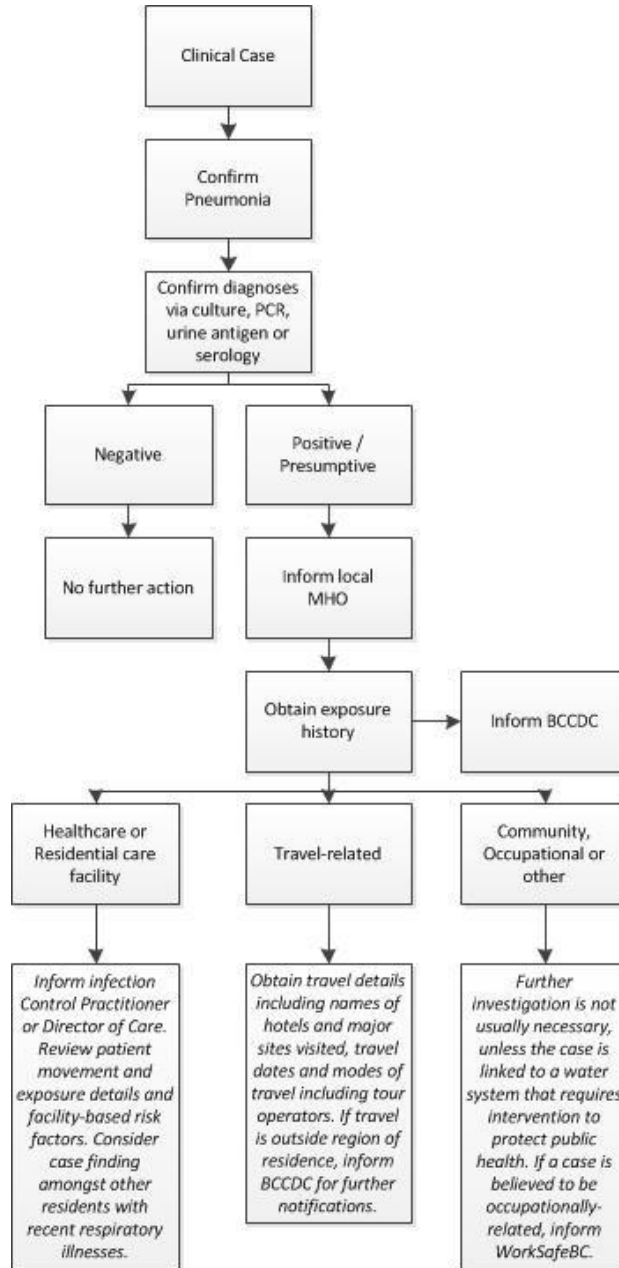 Clinical Case
Confirm
Pneumonia
Confirm diagnoses
via culture, PCR,
urine antigen or
serology
Negative
Positive /
Presumptive
No further action
Inform local
MHO
Obtain exposure
history
Inform BCCDC
Healthcare or
Residential care
facility
Travel-related
Community,
Occupational or
other
Inform infection
Control Practitioner
or Director of Care.
Review patient
movement and
exposure details and
facility-based risk
factors. Consider
case finding
amongst other
residents with
recent respiratory
illnesses.
Obtain travel details
including names of
hotels and major
sites visited, travel
dates and modes of
travel including tour
operators. If travel
is outside region of
residence, inform
BCCDC for further
notifications.
Further
investigation is not
usually necessary,
unless the case is
linked to a water
system that requires
intervention to
protect public
health. If a case is
believed to be
occupationally-
related, inform
WorkSafeBC.